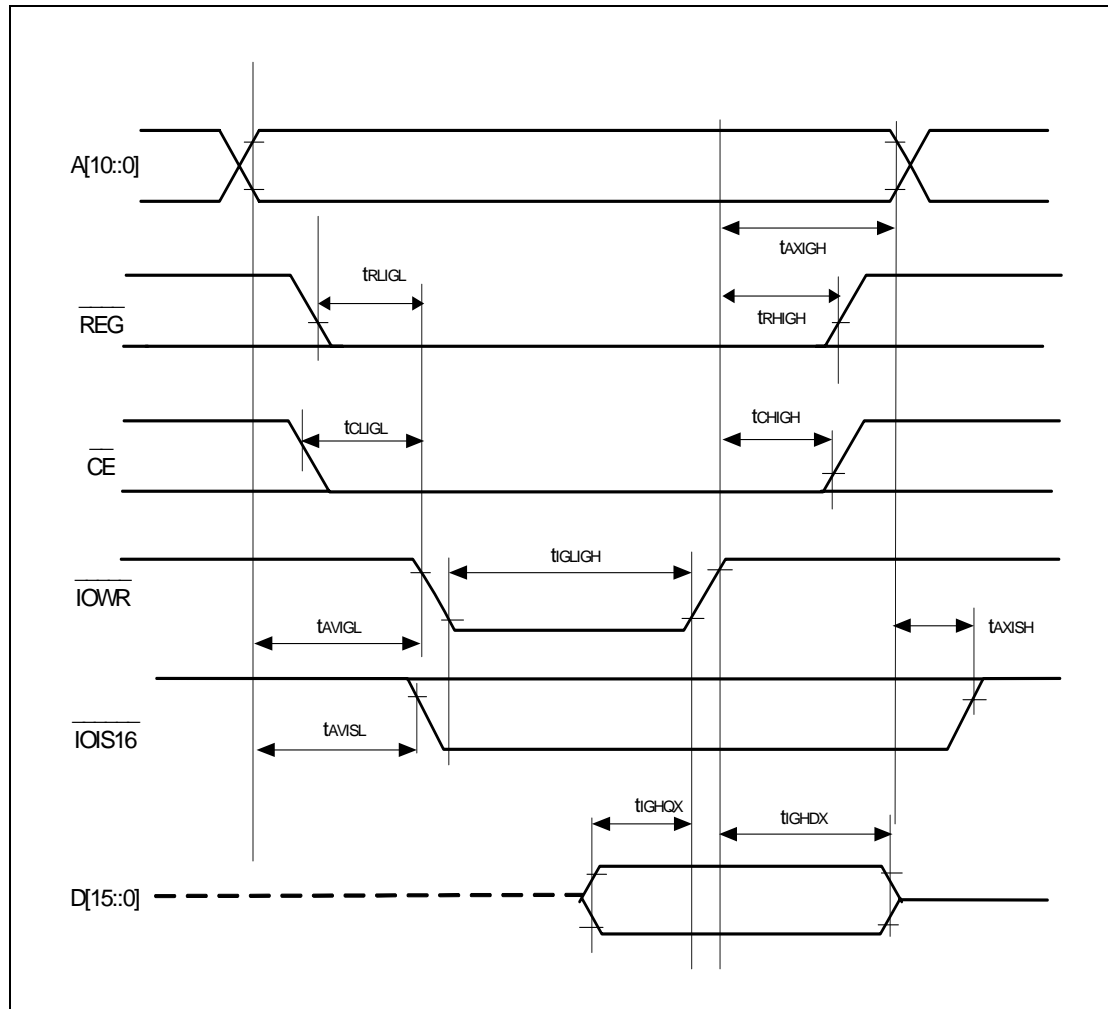 A[10::0]
tAXIGH
tRLIGL
REG
tRHIGH
tCLIGL
tCHIGH
CE
tIGLIGH
IOWR
tAVIGL
tAXISH
IOIS16
tAVISL
tIGHQX
tIGHDX
D[15::0]